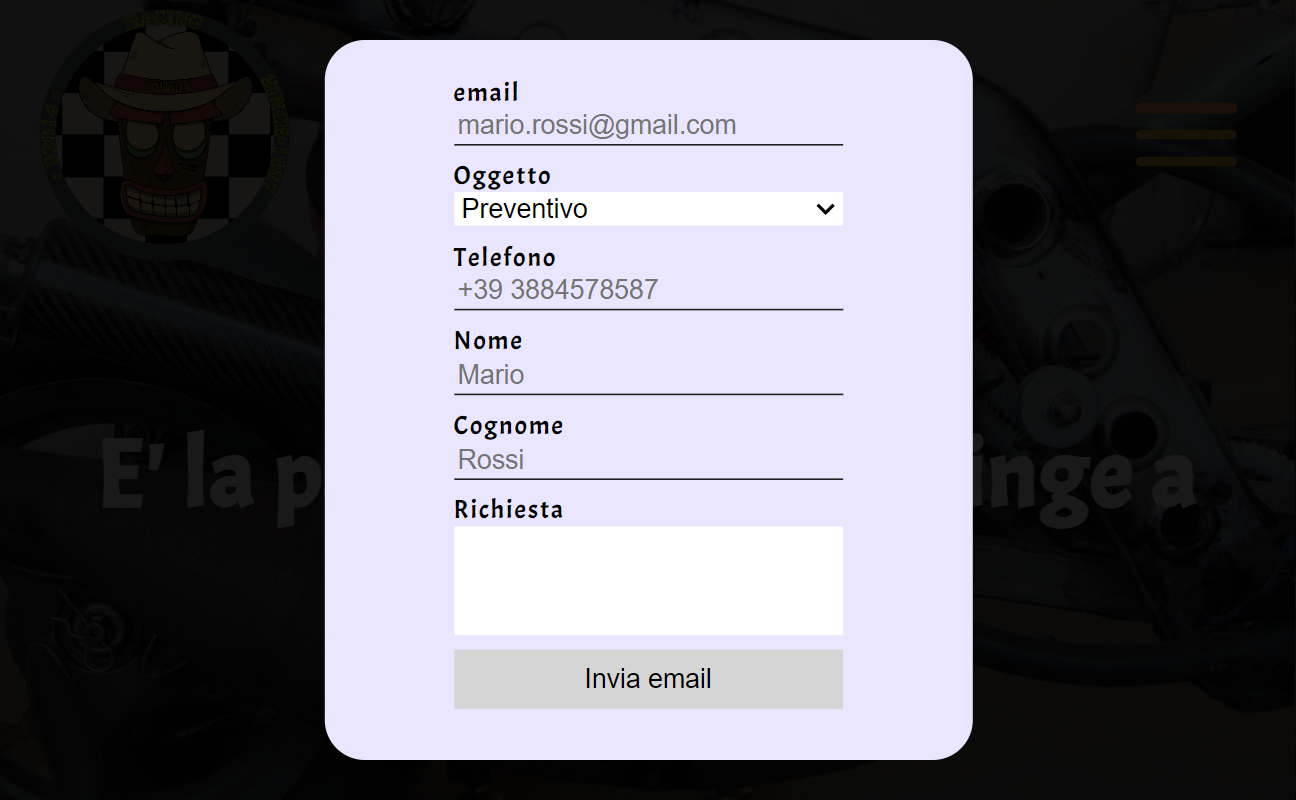 RACING
email
mario.rossi@gmail.com
Oggetto
Preventivo
Telefono
+39 3884578587
Nome
Mario
Cognome
E' la p
inge a
Rossi
Richiesta
Invia email